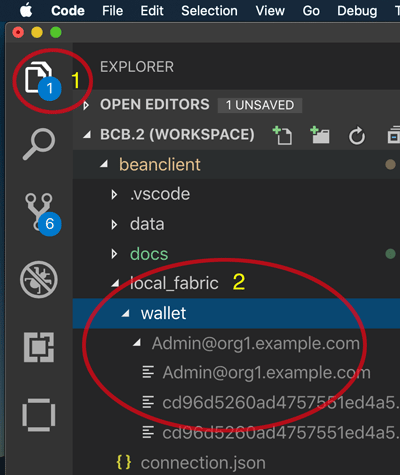 Code File Edit Selection View Go Debug T
EXPLORER
1
1
OPEN EDITORS 1 UNSAVED
BCB.2 (WORKSPACE)
beanclient
.vscode
6
data
docs
local_fabric 2
wallet
Admin@org1.example.com
Admin@org1.example.com
cd96d5260ad4757551ed4a5.
cd96d5260ad4757551ed4a5.
{} connection.json